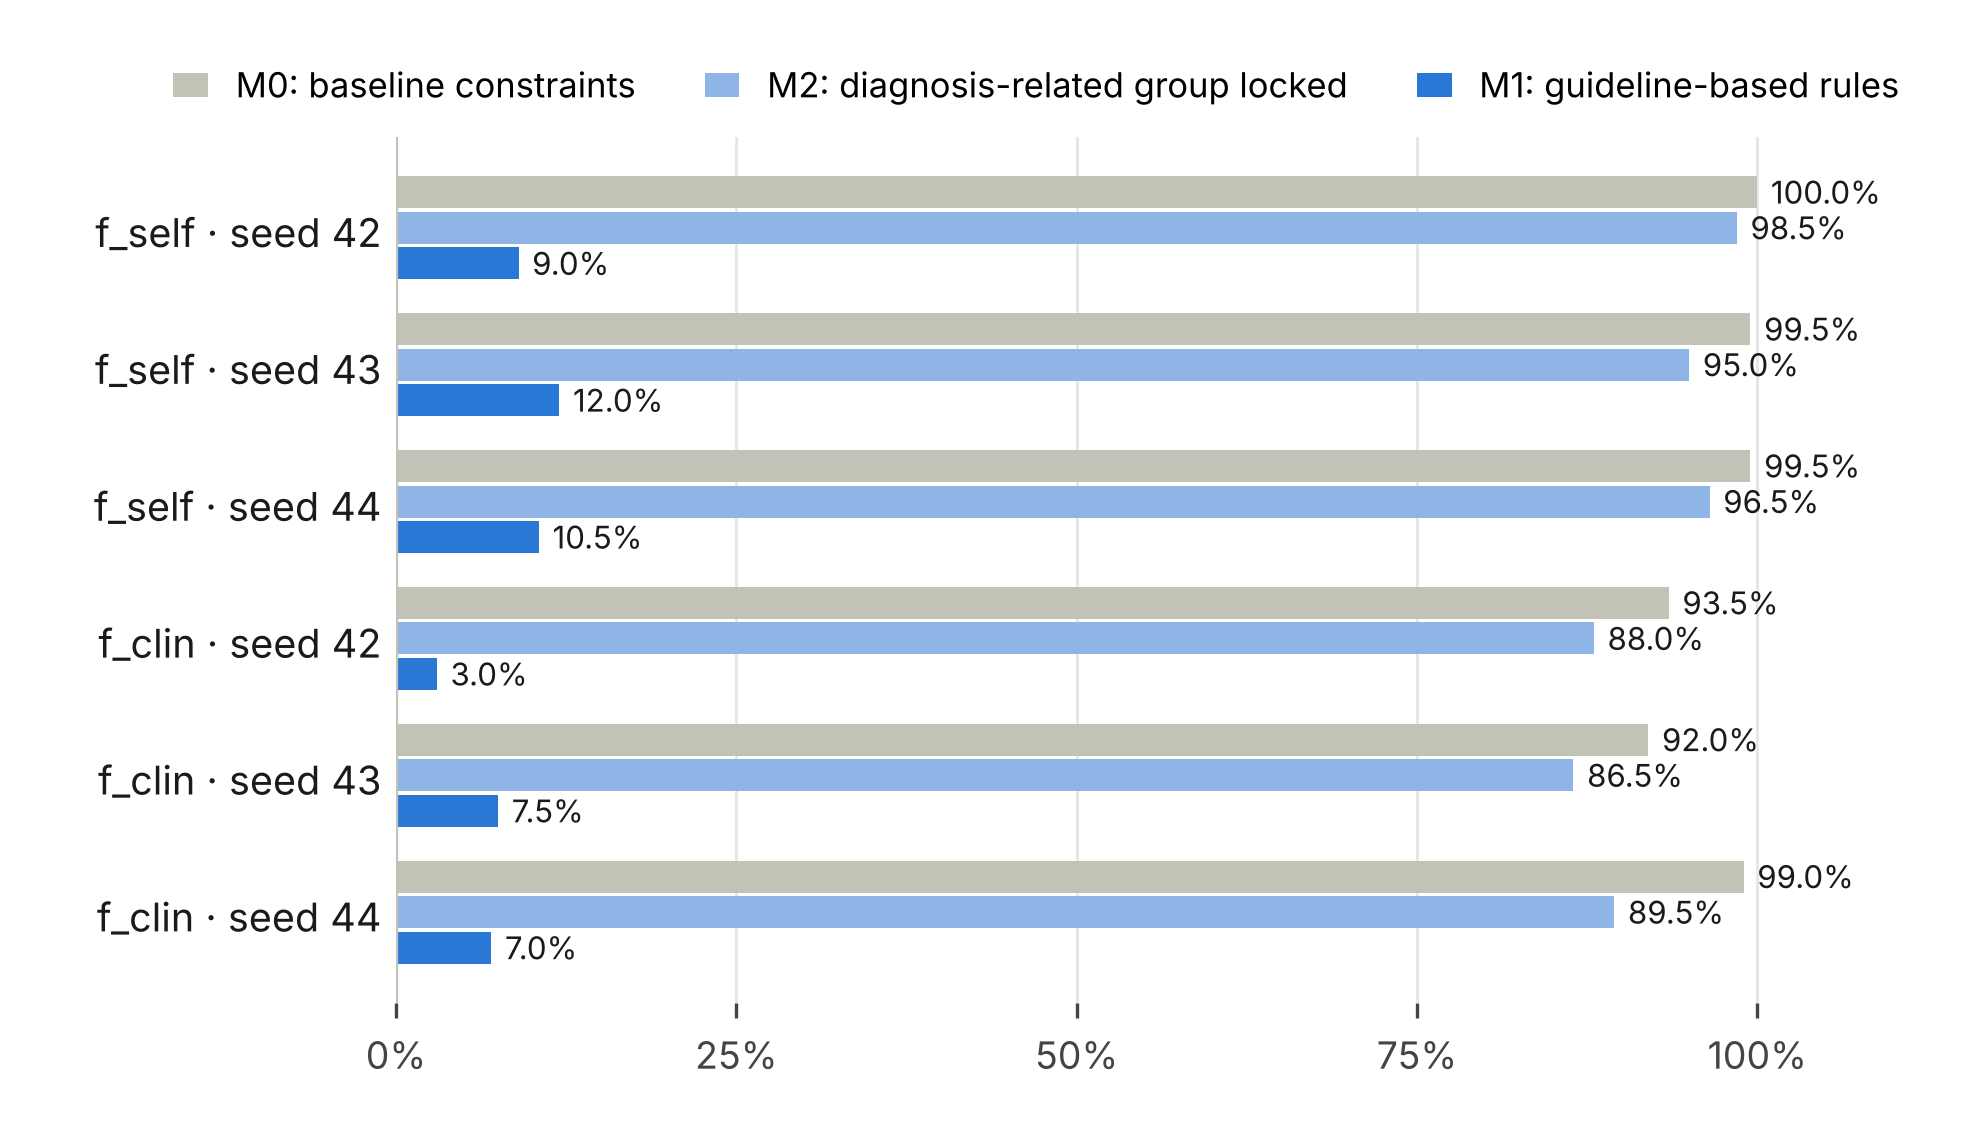 M0: baseline constraints M2: diagnosis-related group locked M1: guideline-based rules
f_self · seed 42
100.0%
98.5%
9.0%
f_self · seed 43
99.5%
95.0%
12.0%
f_self · seed 44
99.5%
96.5%
10.5%
f_clin · seed 42
93.5%
88.0%
3.0%
f_clin · seed 43
92.0%
86.5%
7.5%
f_clin · seed 44
99.0%
89.5%
7.0%
0% 25% 50% 75% 100%